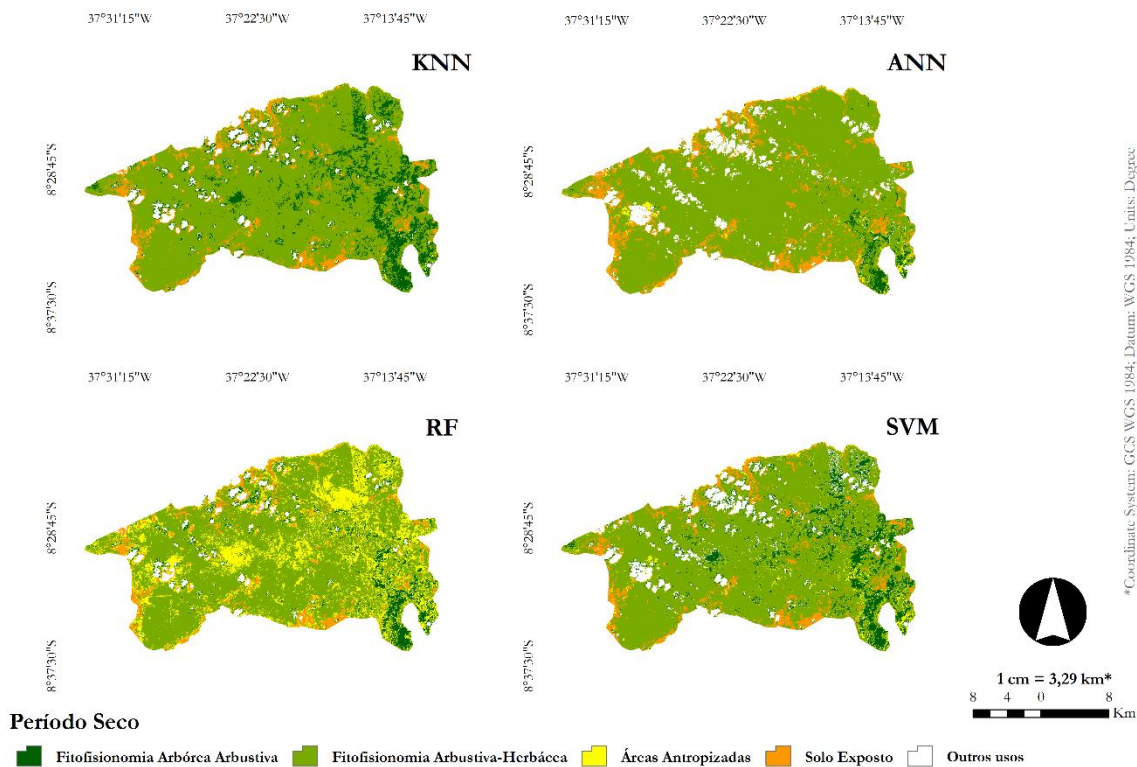 37°31'15"W 37°22'30"W 37°13'45"W 37°31'15"W 37°22'30"W 37°13'45"W
KNN ANN
8°28'45"S 8°28'45"S
8°37'30"S 8°37'30"S
37°31'15"W 37°22'30"W 37°13'45"W 37°31'15"W 37°22'30"W 37°13'45"W
RF SVM
8°28'45"S 8°28'45"S
8°37'30"S 8°37'30"S
*Coordinate System: GCS WGS 1984; Datum: WGS 1984; Units: Degree
1 cm = 3,29 km*
8 4 0 8
Km
Período Seco
Fitofisionomia Arbórea Arbustiva Fitofisionomia Arbustiva-Herbácea Áreas Antropizadas Solo Exposto Outros usos